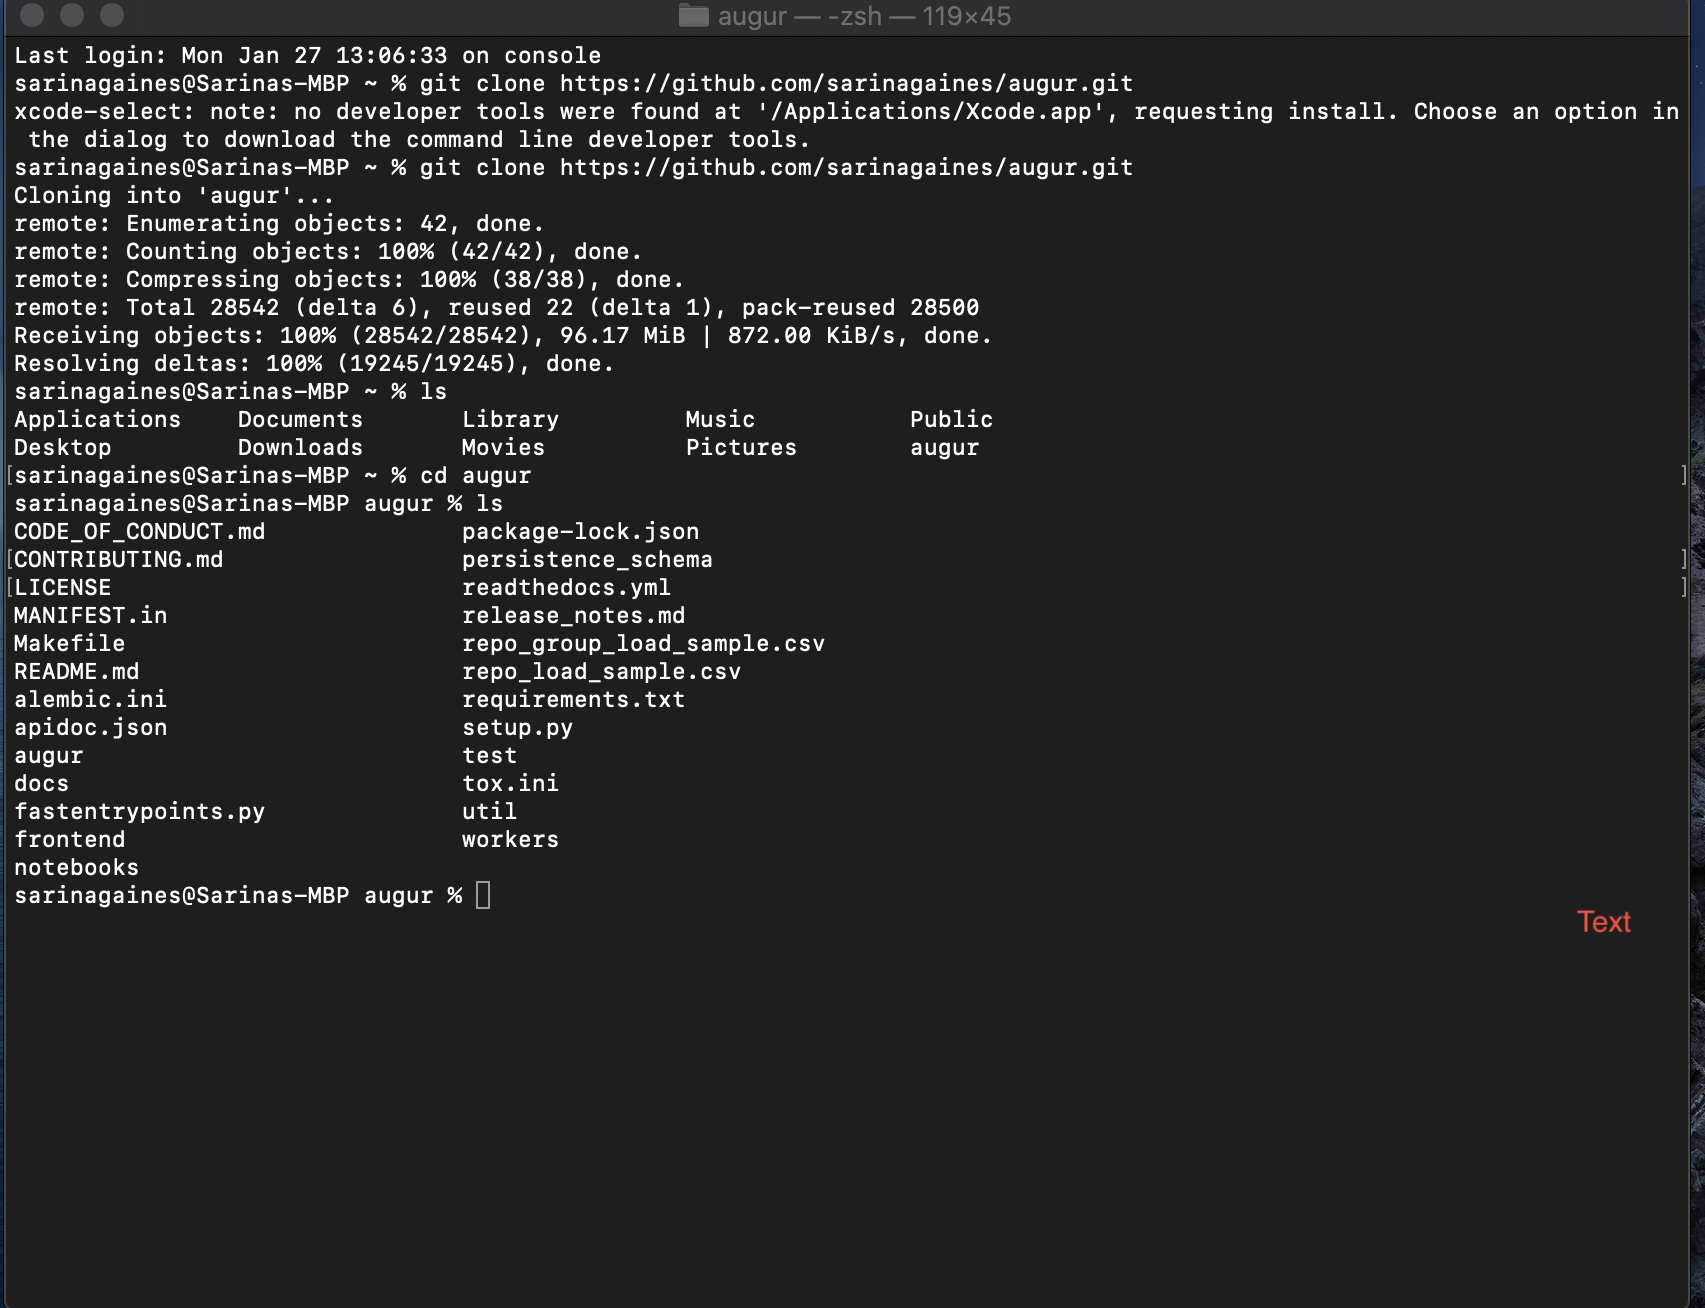 augur — -zsh — 119×45
Last login: Mon Jan 27 13:06:33 on console
sarinagaines@Sarinas-MBP ~ % git clone https://github.com/sarinagaines/augur.git
xcode-select: note: no developer tools were found at '/Applications/Xcode.app', requesting install. Choose an option in
 the dialog to download the command line developer tools.
sarinagaines@Sarinas-MBP ~ % git clone https://github.com/sarinagaines/augur.git
Cloning into 'augur'...
remote: Enumerating objects: 42, done.
remote: Counting objects: 100% (42/42), done.
remote: Compressing objects: 100% (38/38), done.
remote: Total 28542 (delta 6), reused 22 (delta 1), pack-reused 28500
Receiving objects: 100% (28542/28542), 96.17 MiB | 872.00 KiB/s, done.
Resolving deltas: 100% (19245/19245), done.
sarinagaines@Sarinas-MBP ~ % ls
Applications    Documents       Library         Music           Public
Desktop         Downloads       Movies          Pictures        augur
[sarinagaines@Sarinas-MBP ~ % cd augur ]
sarinagaines@Sarinas-MBP augur % ls
CODE_OF_CONDUCT.md              package-lock.json
[CONTRIBUTING.md                 persistence_schema ]
[LICENSE                         readthedocs.yml ]
MANIFEST.in                     release_notes.md
Makefile                        repo_group_load_sample.csv
README.md                       repo_load_sample.csv
alembic.ini                     requirements.txt
apidoc.json                     setup.py
augur                           test
docs                            tox.ini
fastentrypoints.py              util
frontend                        workers
notebooks
sarinagaines@Sarinas-MBP augur %
Text